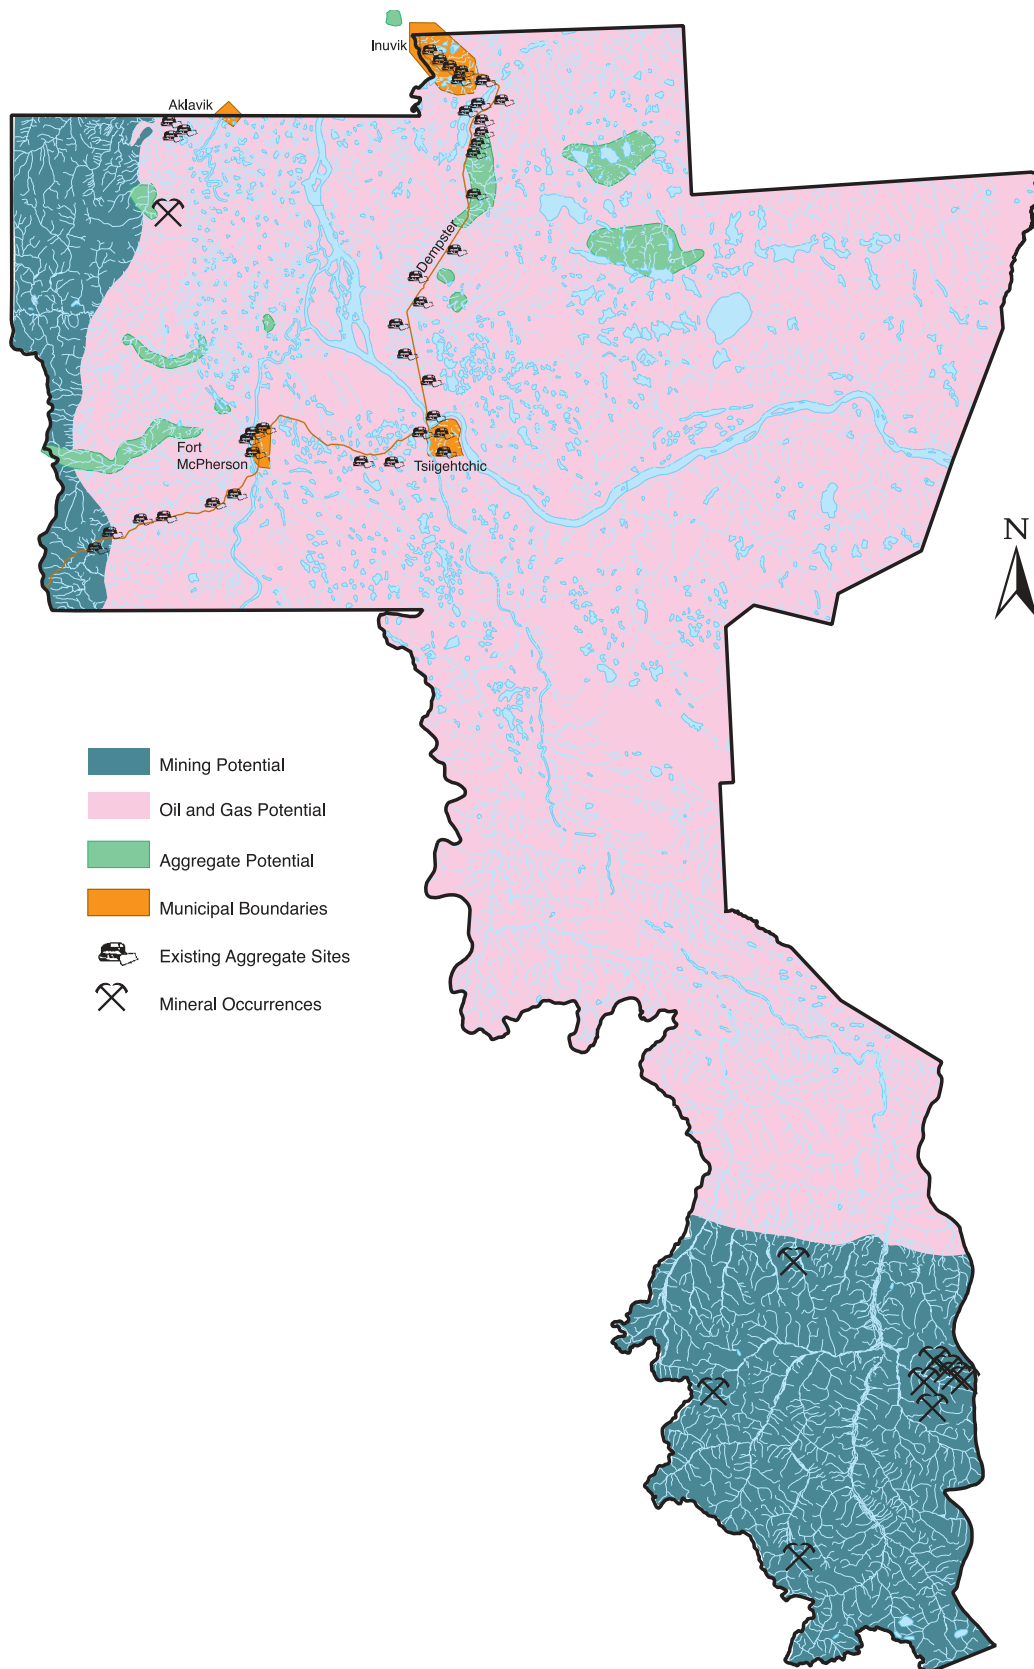 Inuvik
Aklavik
Dempster
Fort
McPherson
Tsiigehtchic
N
Mining Potential
Oil and Gas Potential
Aggregate Potential
Municipal Boundaries
Existing Aggregate Sites
Mineral Occurrences